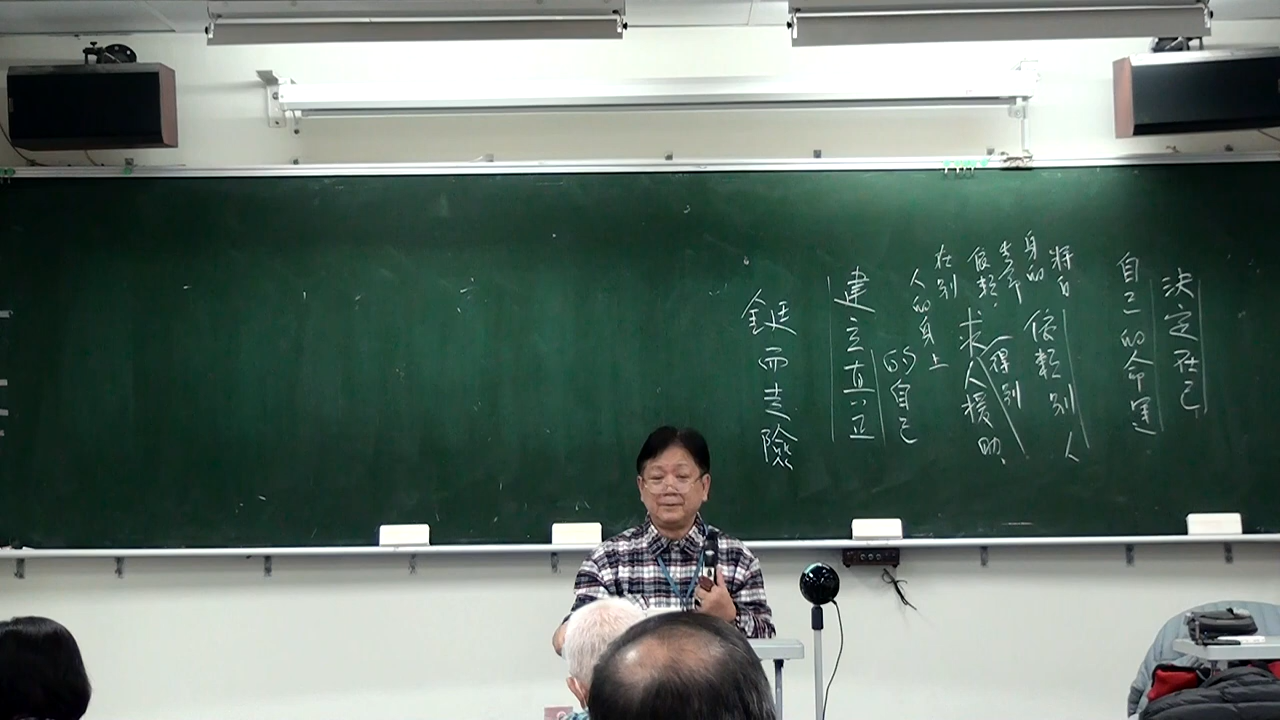 決定在己
自己的命運
將自
身的
生命
依賴
在別
人的身上
依賴別人
得別
求人援助
建立真正
的自己
鋌而走險